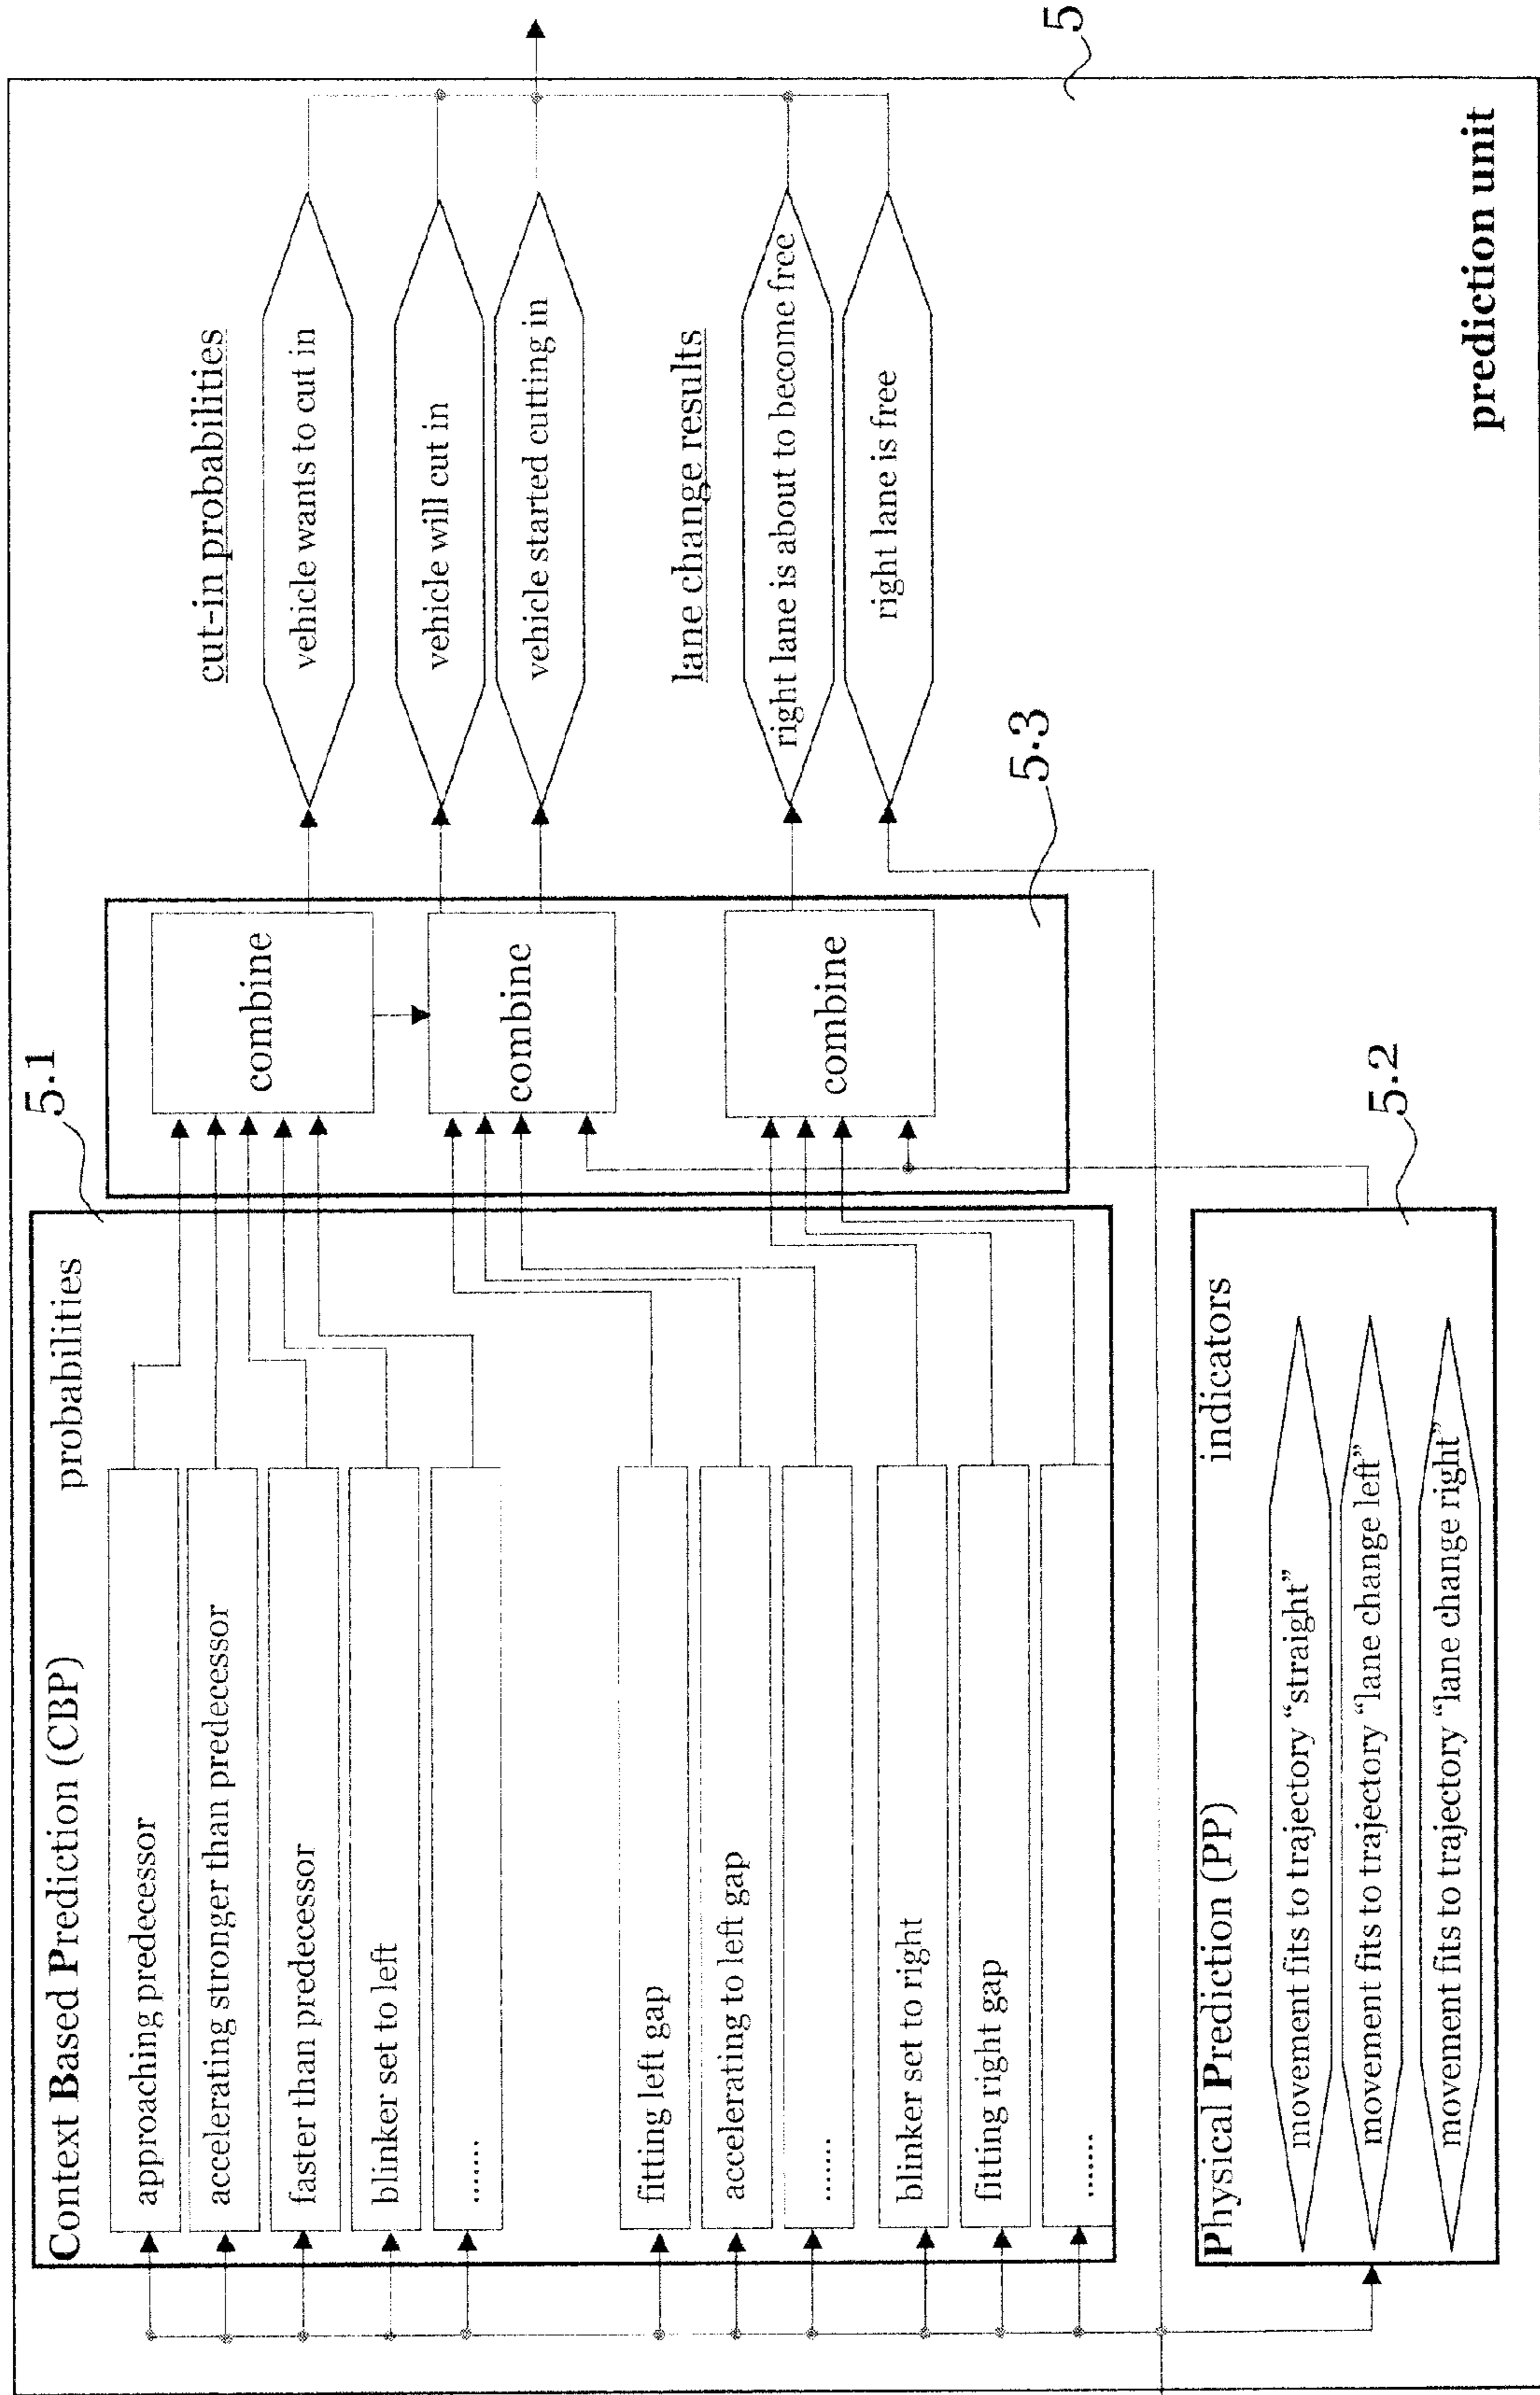 Context Based Prediction (CBP)
probabilities
5.1
approaching predecessor
accelerating stronger than predecessor
faster than predecessor
blinker set to left
......
fitting left gap
accelerating to left gap
.......
blinker set to right
fitting right gap
......
combine
combine
combine
5.3
cut-in probabilities
vehicle wants to cut in
vehicle will cut in
vehicle started cutting in
lane change results
right lane is about to become free
right lane is free
5
Physical Prediction (PP)
indicators
movement fits to trajectory “straight”
movement fits to trajectory “lane change left”
movement fits to trajectory “lane change right”
5.2
prediction unit